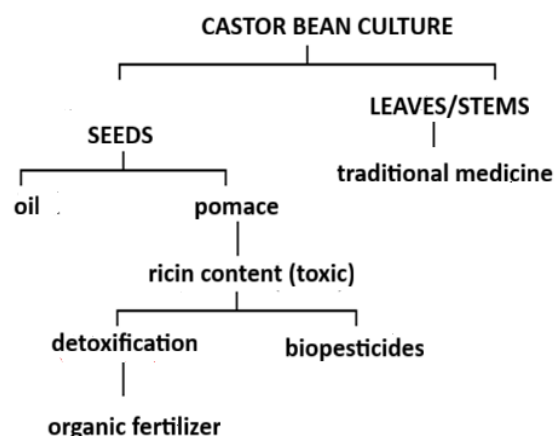 CASTOR BEAN CULTURE
LEAVES/STEMS
SEEDS
traditional medicine
oil
pomace
ricin content (toxic)
detoxification
biopesticides
organic fertilizer